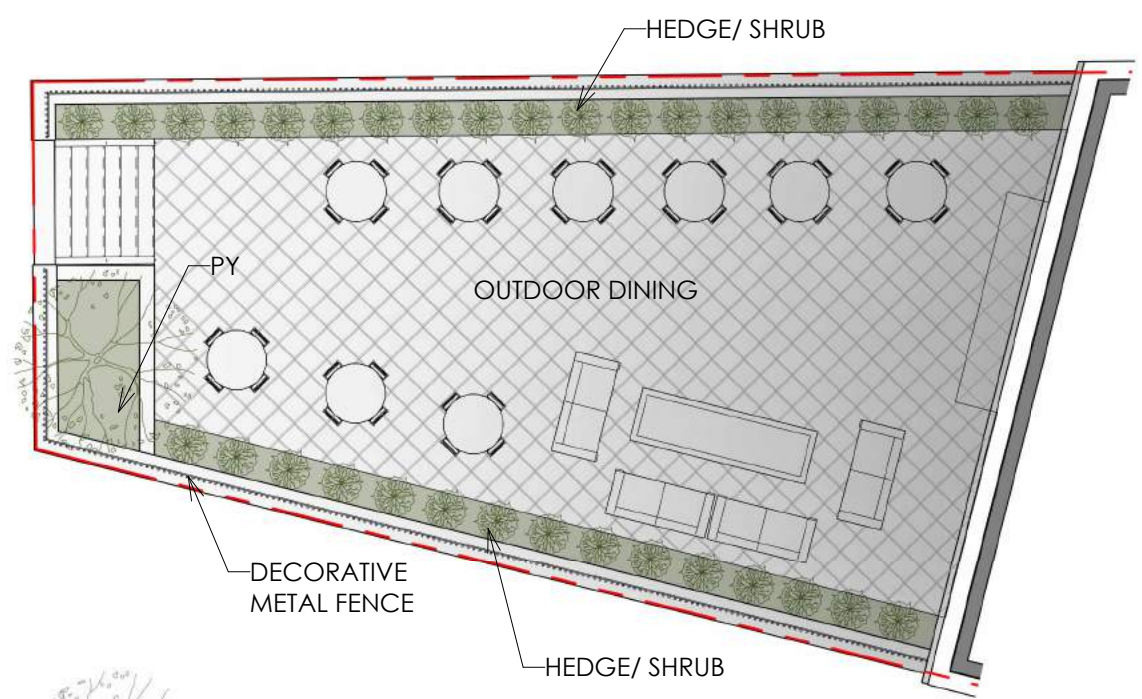 HEDGE/ SHRUB
PY
OUTDOOR DINING
DECORATIVE
METAL FENCE
HEDGE/ SHRUB